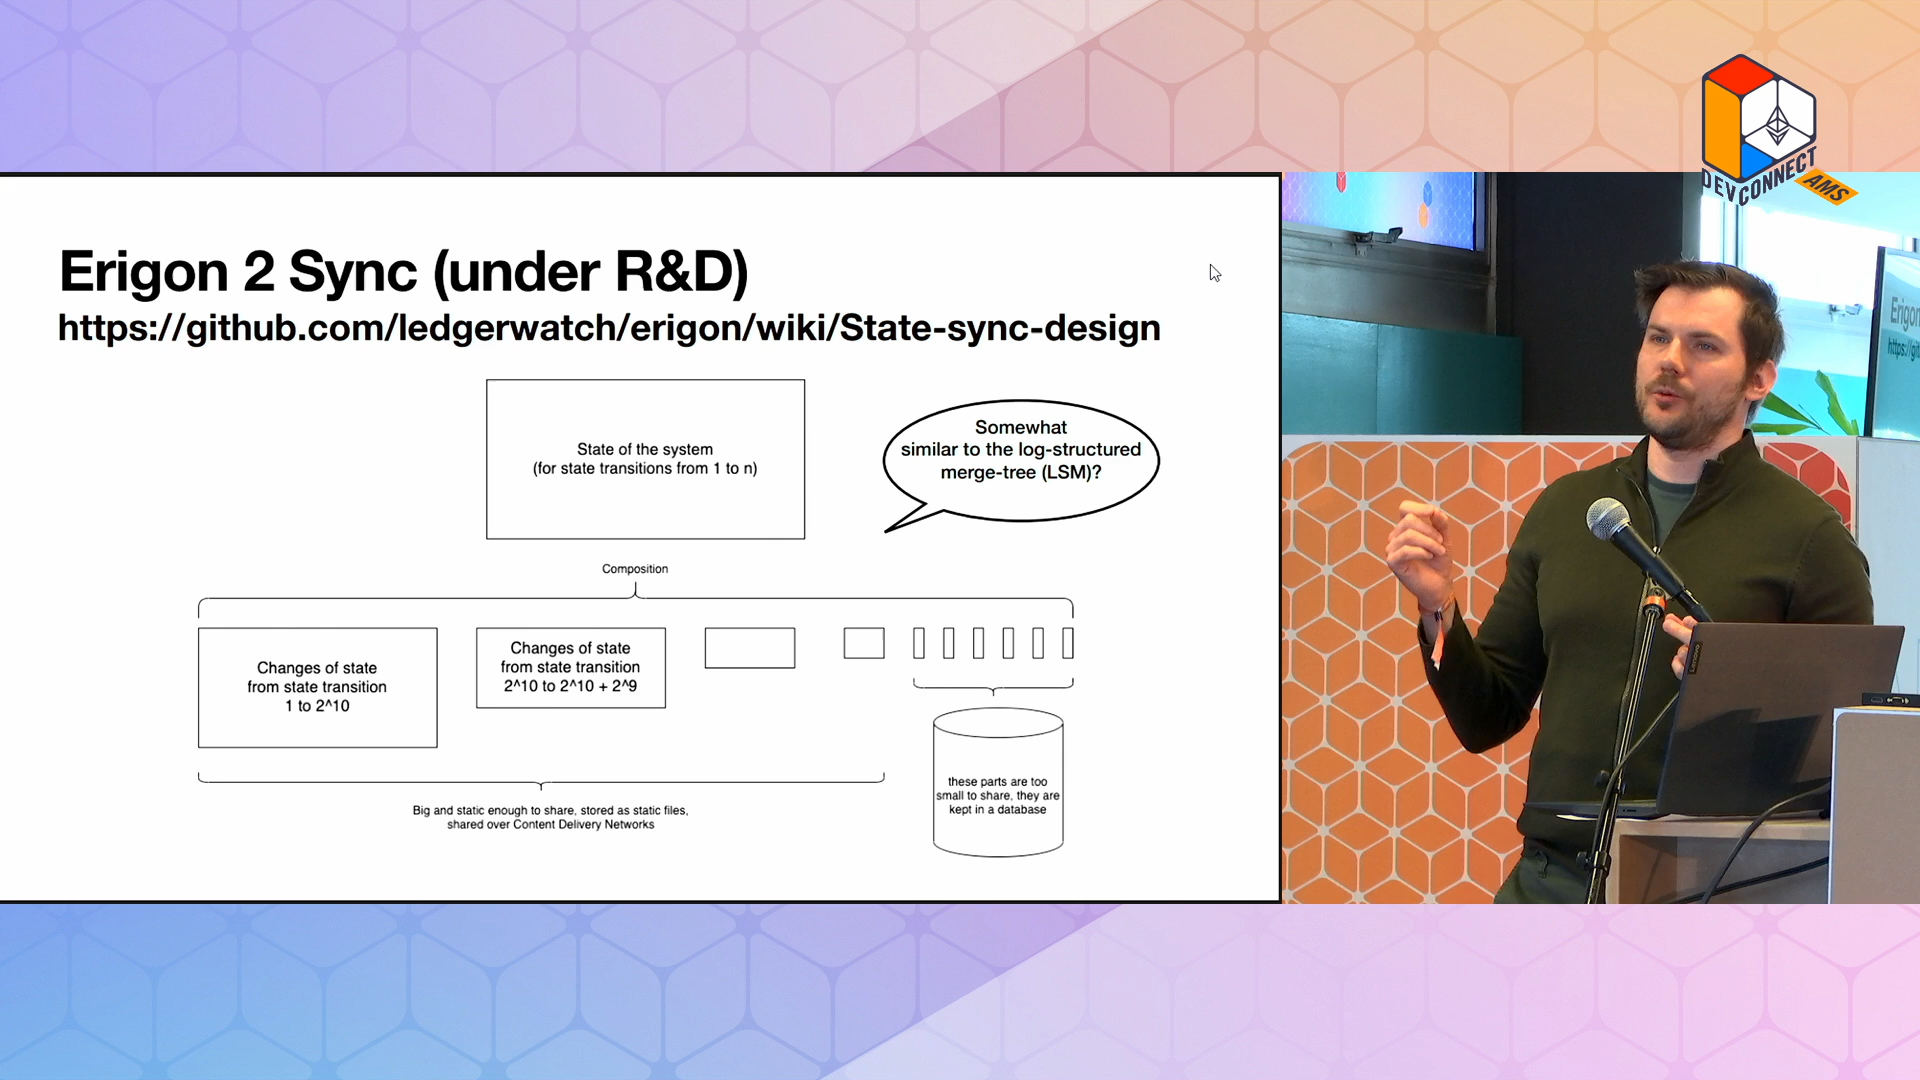 DEVCONNECT
AMS
Erigon 2 Sync (under R&D)
https://github.com/ledgerwatch/erigon/wiki/State-sync-design
State of the system
(for state transitions from 1 to n)
Somewhat
similar to the log-structured
merge-tree (LSM)?
Composition
Changes of state
from state transition
1 to 2^10
Changes of state
from state transition
2^10 to 2^10 + 2^9
these parts are too
small to share, they are
kept in a database
Big and static enough to share, stored as static files,
shared over Content Delivery Networks
Erigon
https://git
Lenovo